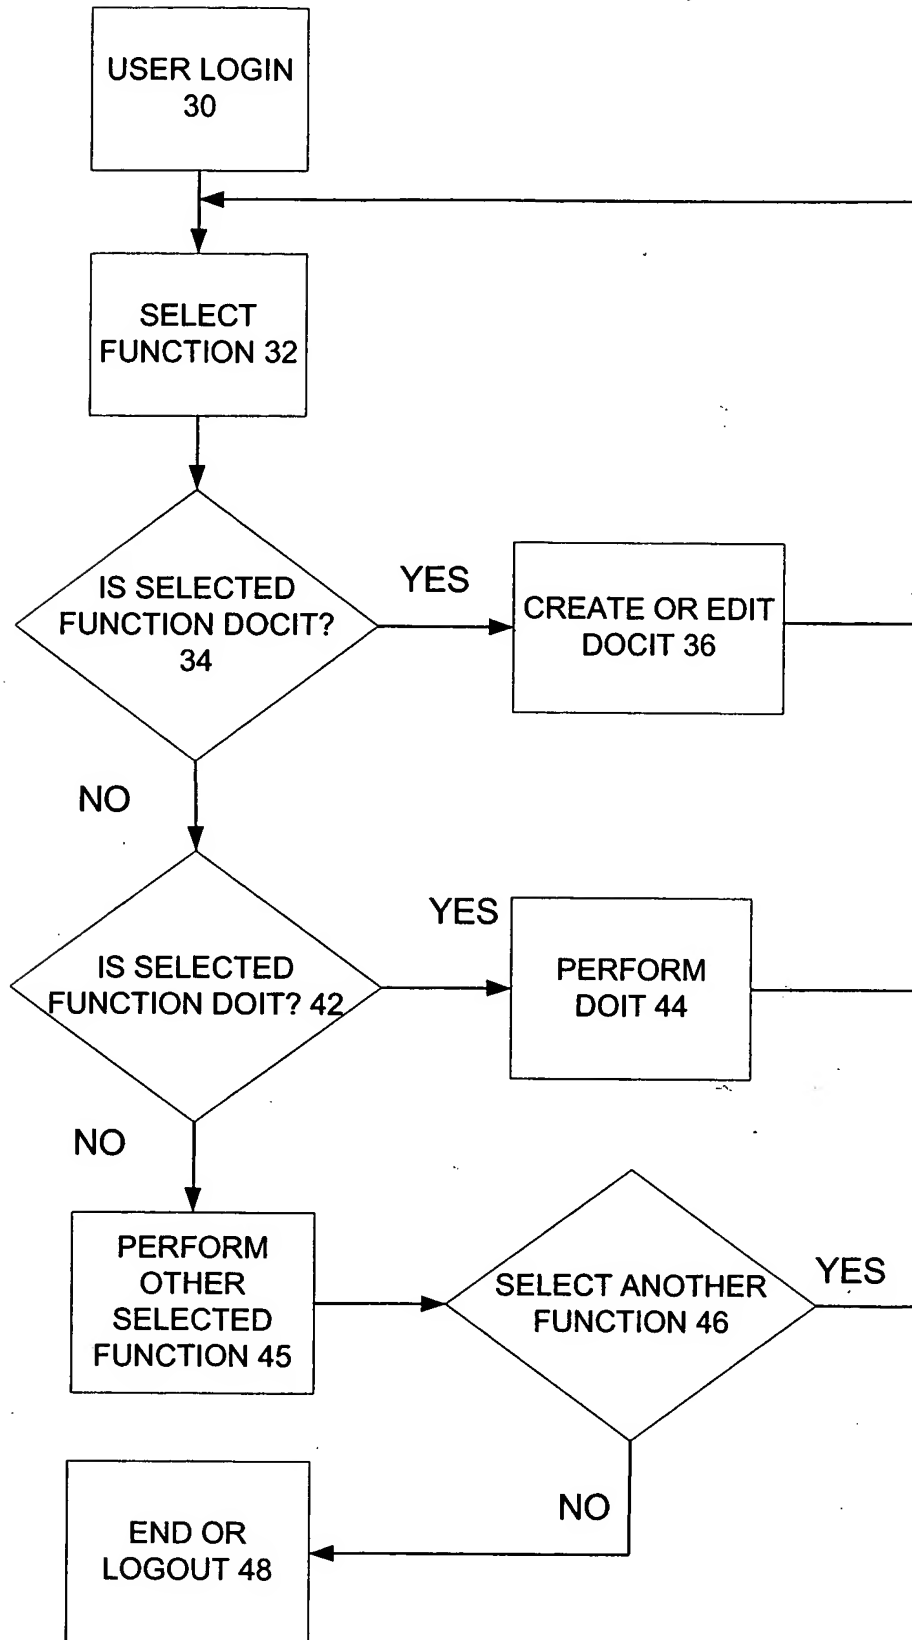 USER LOGIN
30
SELECT
FUNCTION 32
IS SELECTED
FUNCTION DOCIT?
34
YES
CREATE OR EDIT
DOCIT 36
NO
IS SELECTED
FUNCTION DOIT? 42
YES
PERFORM
DOIT 44
NO
PERFORM
OTHER
SELECTED
FUNCTION 45
SELECT ANOTHER
FUNCTION 46
YES
NO
END OR
LOGOUT 48